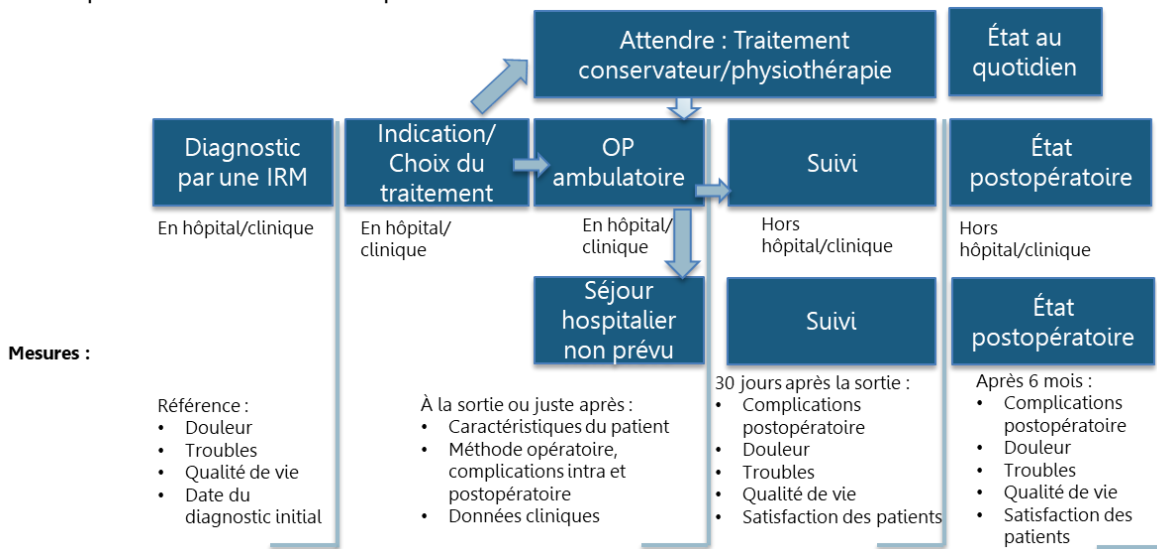 Attendre : Traitement
conservateur/physiothérapie
État au
quotidien
Diagnostic
par une IRM
Indication/
Choix du
traitement
OP
ambulatoire
Suivi
État
postopératoire
En hôpital/clinique
En hôpital/
clinique
En hôpital/
clinique
Hors
hôpital/clinique
Hors
hôpital/clinique
Séjour
hospitalier
non prévu
Suivi
État
postopératoire
Mesures :
Référence :
• Douleur
• Troubles
• Qualité de vie
• Date du
diagnostic initial
À la sortie ou juste après :
• Caractéristiques du patient
• Méthode opératoire,
complications intra et
postopératoire
• Données cliniques
30 jours après la sortie :
• Complications
postopératoire
• Douleur
• Troubles
• Qualité de vie
• Satisfaction des patients
Après 6 mois :
• Complications
postopératoire
• Douleur
• Troubles
• Qualité de vie
• Satisfaction des
patients